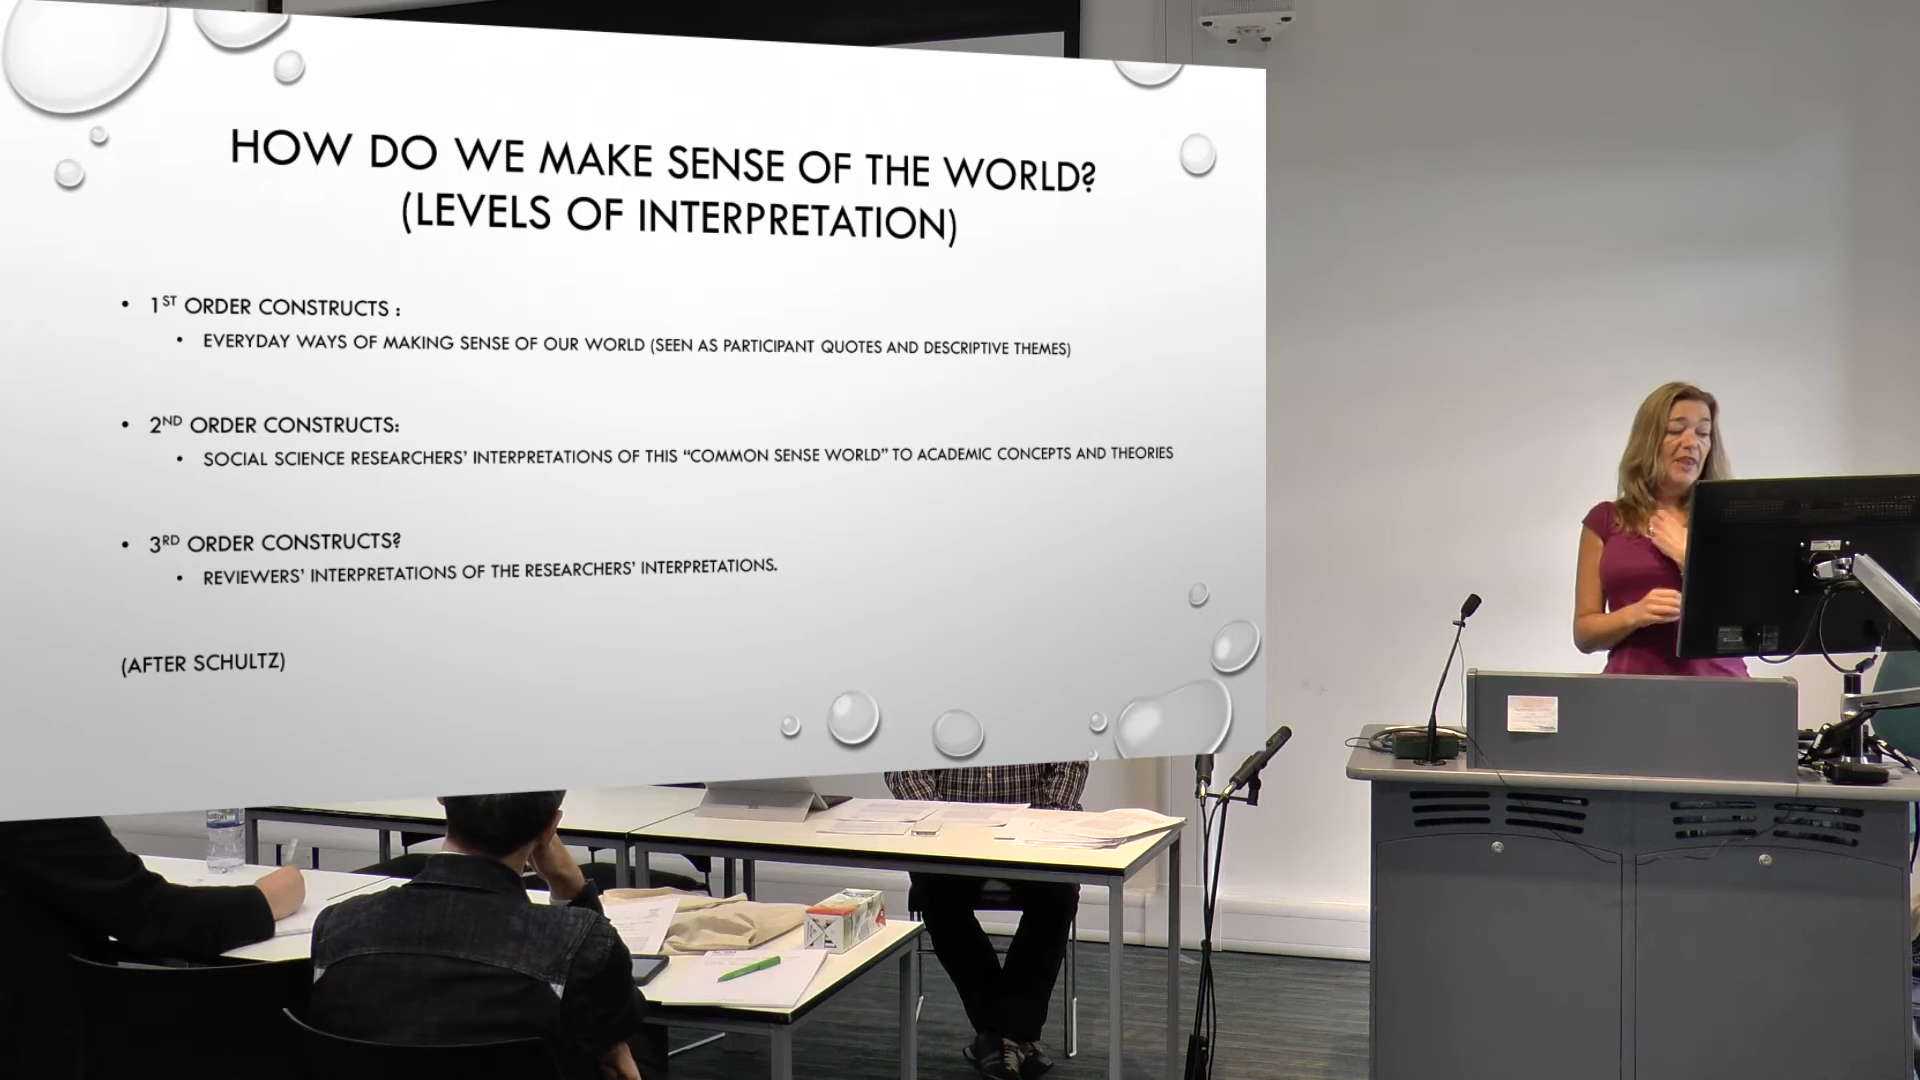 HOW DO WE MAKE SENSE OF THE WORLD?
(LEVELS OF INTERPRETATION)
• 1ST ORDER CONSTRUCTS :
• EVERYDAY WAYS OF MAKING SENSE OF OUR WORLD (SEEN AS PARTICIPANT QUOTES AND DESCRIPTIVE THEMES)
• 2ND ORDER CONSTRUCTS:
• SOCIAL SCIENCE RESEARCHERS' INTERPRETATIONS OF THIS "COMMON SENSE WORLD" TO ACADEMIC CONCEPTS AND THEORIES
• 3RD ORDER CONSTRUCTS?
• REVIEWERS' INTERPRETATIONS OF THE RESEARCHERS' INTERPRETATIONS.
(AFTER SCHULTZ)